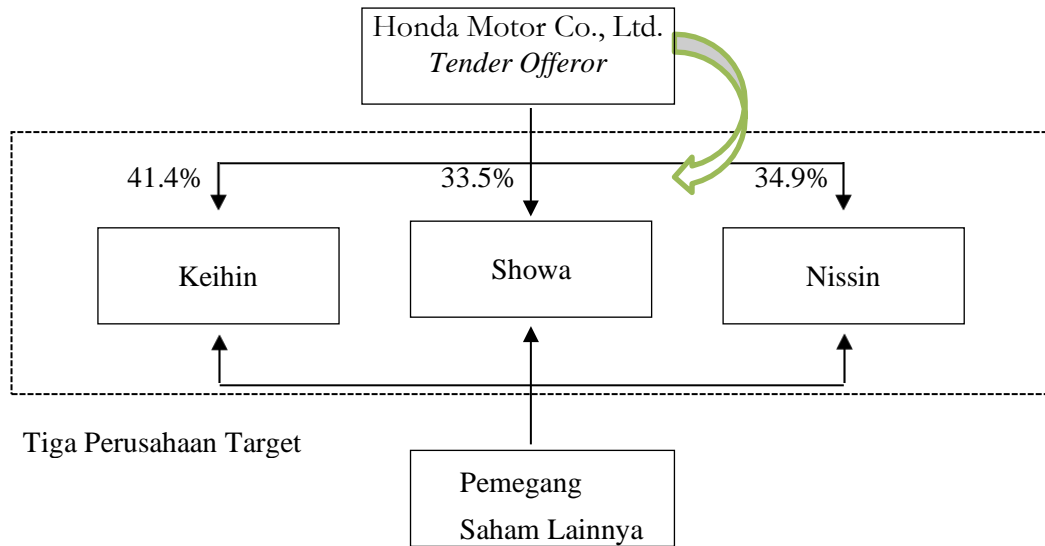 Honda Motor Co., Ltd.
Tender Offeror
41.4%
33.5%
34.9%
Keihin
Showa
Nissin
Tiga Perusahaan Target
Pemegang
Saham Lainnya